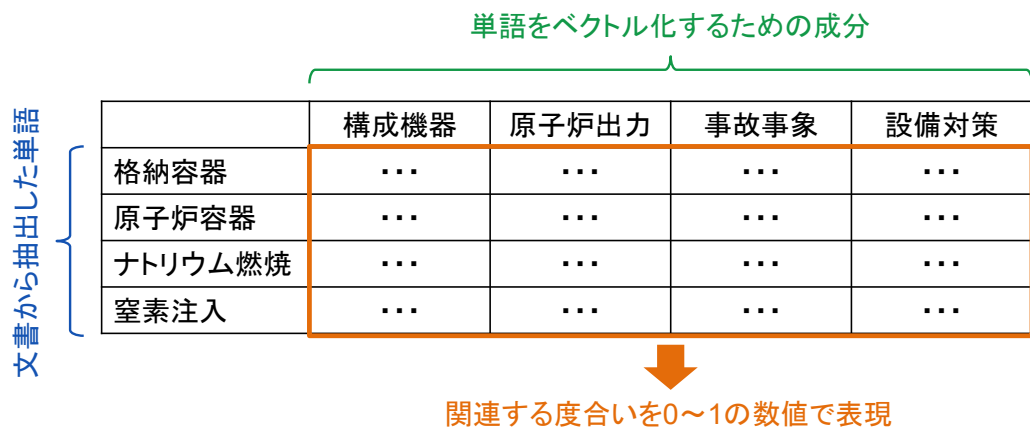 単語をベクトル化するための成分
文書から抽出した単語
構成機器 原子炉出力 事故事象 設備対策
格納容器 ・・・ ・・・ ・・・ ・・・
原子炉容器 ・・・ ・・・ ・・・ ・・・
ナトリウム燃焼 ・・・ ・・・ ・・・ ・・・
窒素注入 ・・・ ・・・ ・・・ ・・・
関連する度合いを0～1の数値で表現